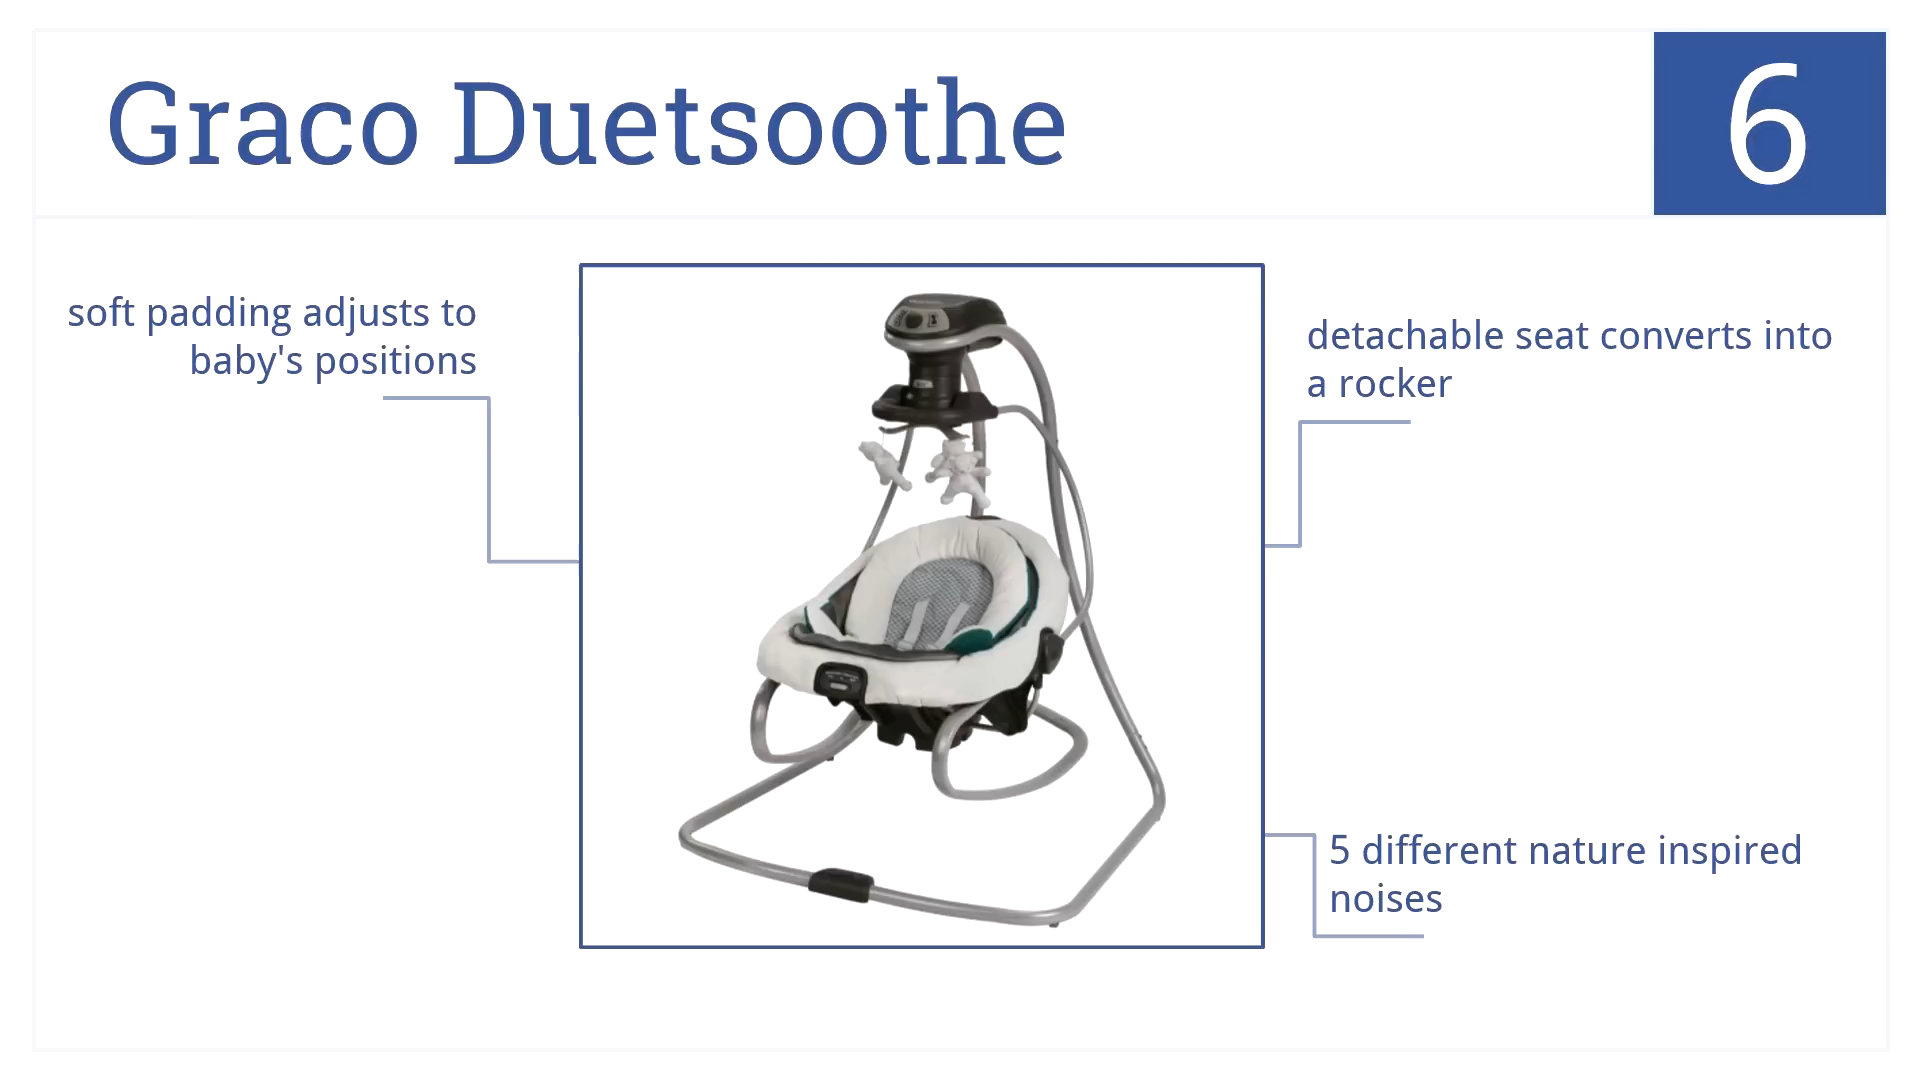 Graco Duetsoothe
6
soft padding adjusts to
baby's positions
detachable seat converts into
a rocker
5 different nature inspired
noises